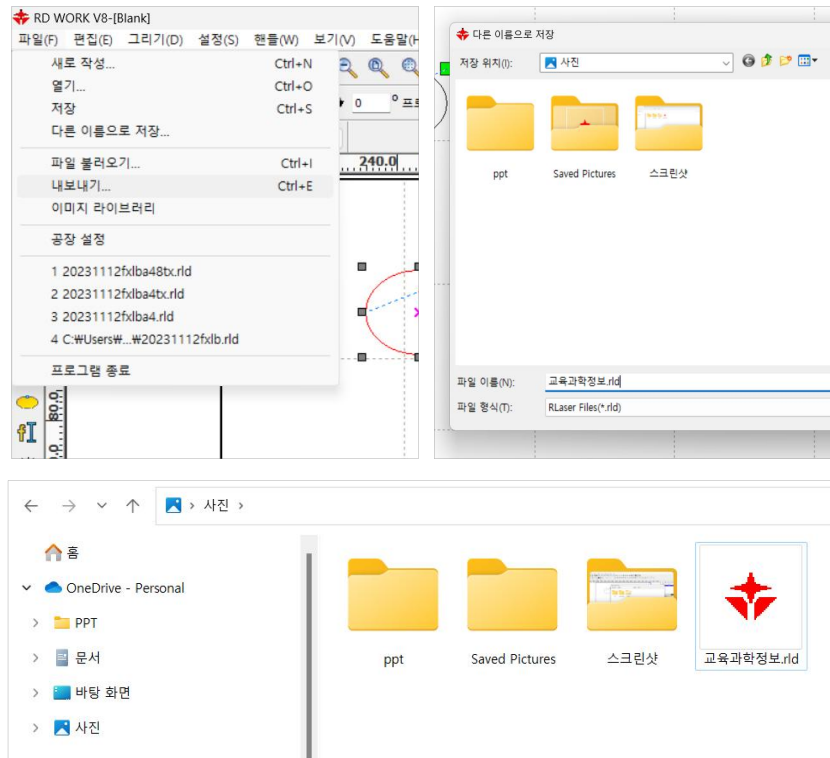 RD WORK V8-[Blank]
파일(F) 편집(E) 그리기(D) 설정(S) 핸들(W) 보기(V) 도움말(H
새로 작성... Ctrl+N
열기... Ctrl+O
저장 Ctrl+S
다른 이름으로 저장...
파일 불러오기... Ctrl+I
내보내기... Ctrl+E
이미지 라이브러리
공장 설정
1 20231112fxlba48tx.rld
2 20231112fxlba4tx.rld
3 20231112fxlba4.rld
4 C:₩Users₩...₩20231112fxlb.rld
프로그램 종료
0 ° 프
240.0
80.0
다른 이름으로 저장
저장 위치(I): 사진
ppt Saved Pictures 스크린샷
파일 이름(N): 교육과학정보.rld
파일 형식(T): RLaser Files(*.rld)
사진
홈
OneDrive - Personal
PPT
문서
바탕 화면
사진
ppt Saved Pictures 스크린샷 교육과학정보.rld